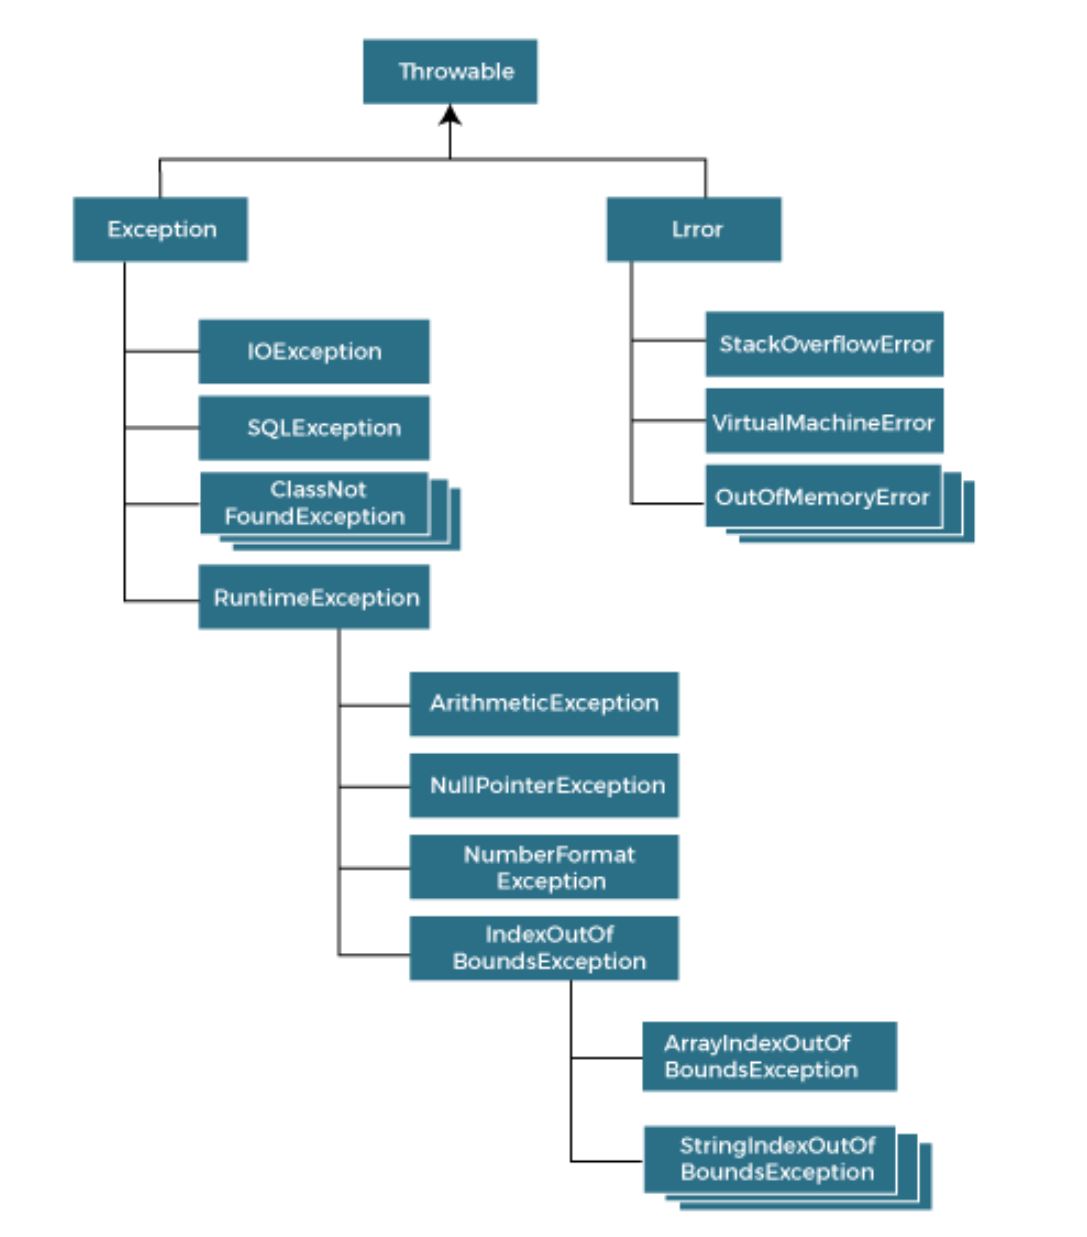 Throwable
Exception
Lrror
IOException
SQLException
ClassNot
FoundException
RuntimeException
StackOverflowError
VirtualMachineError
OutOfMemoryError
ArithmeticException
NullPointerException
NumberFormat
Exception
IndexOutOf
BoundsException
ArrayIndexOutOf
BoundsException
StringIndexOutOf
BoundsException